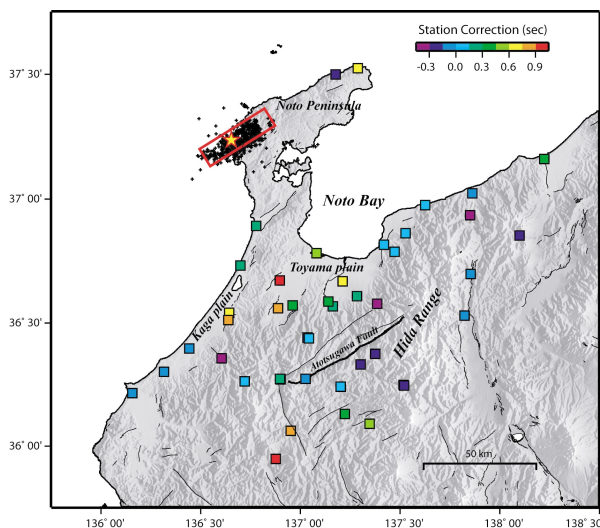 Station Correction (sec)
-0.3 0.0 0.3 0.6 0.9
37˚ 30'
Noto Peninsula
37˚ 00'
Noto Bay
Toyama plain
Kaga plain
36˚ 30'
Atotsugawa Fault
Hida Range
36˚ 00'
50 km
136˚ 00' 136˚ 30' 137˚ 00' 137˚ 30' 138˚ 00' 138˚ 30'